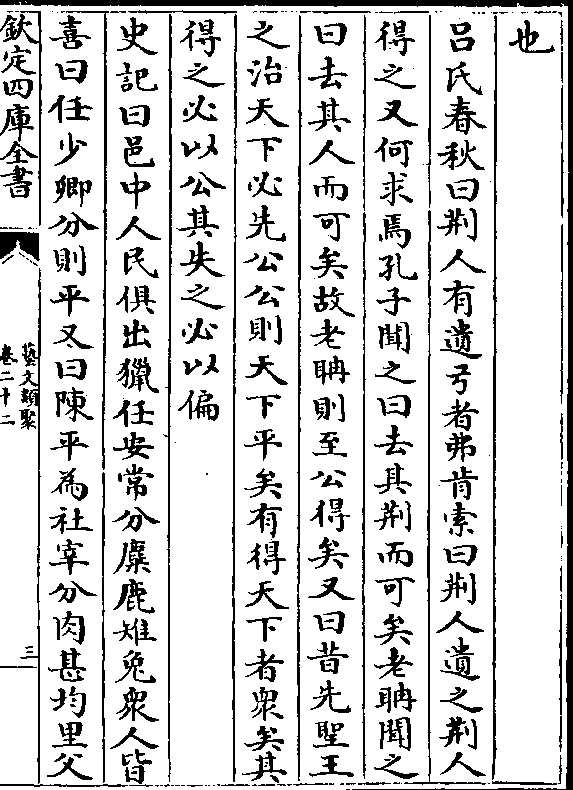 也
吕氏春秋曰荆人有遺弓者弗肯索曰荆人遺之荆人
得之又何求焉孔子聞之曰去其荆而可矣老聃聞之
曰去其人而可矣故老聃則至公得矣又曰昔先聖王
之治天下必先公公則天下平矣有得天下者衆矣其
得之必以公其失之必以偏
史記曰邑中人民俱出獵任安常分麋鹿雉兔衆人皆
喜曰任少卿分則平又曰陳平為社宰分肉甚均里父
欽定四庫全書
藝文類聚
卷二十二
三